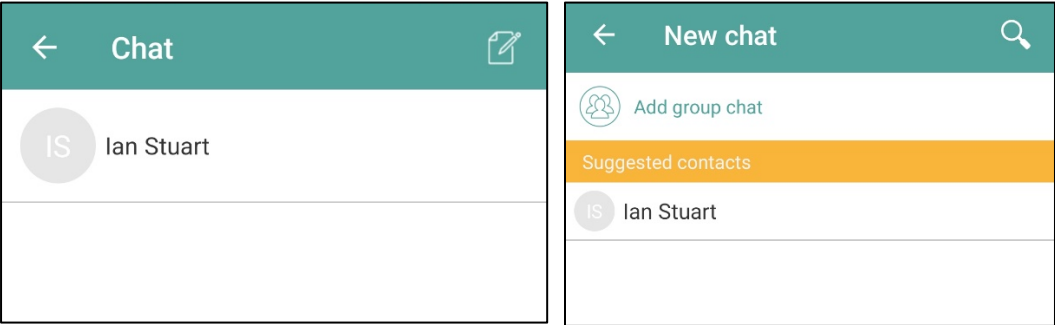 Chat
IS
Ian Stuart
New chat
Add group chat
Suggested contacts
IS
Ian Stuart